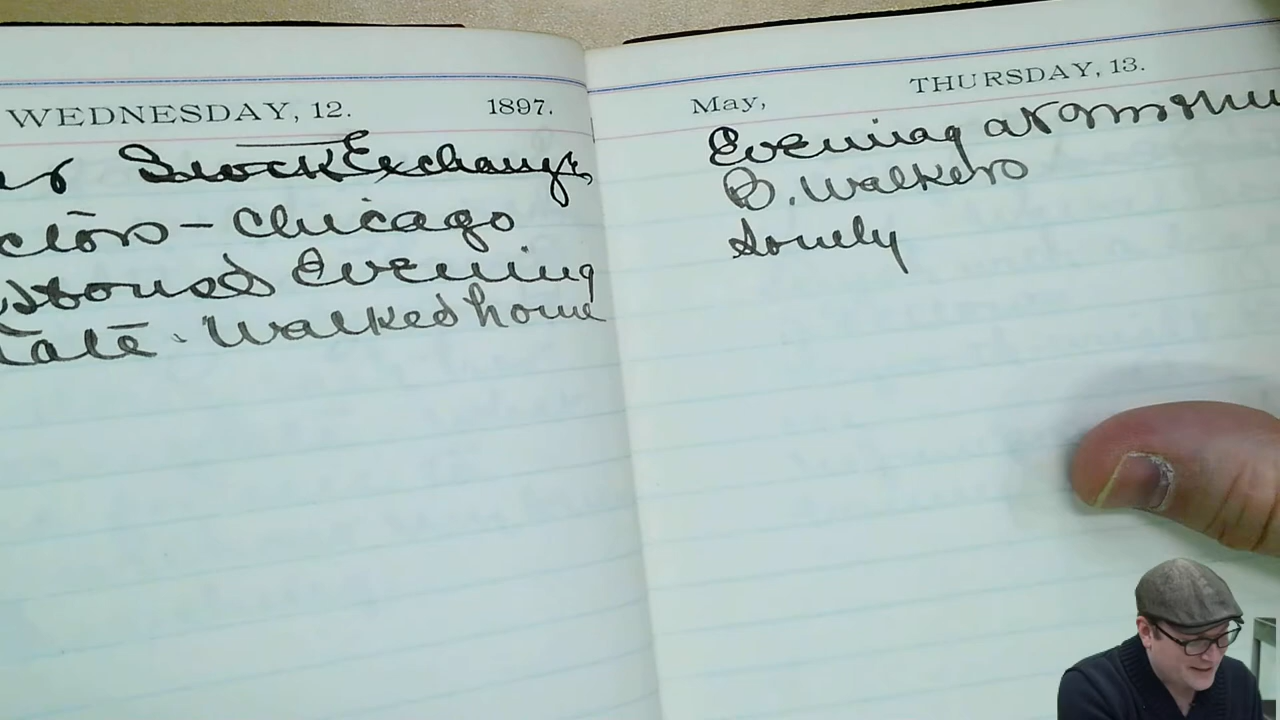 WEDNESDAY, 12. 1897.
Stock Exchange,
– Chicago
Evening
Walked home
May, THURSDAY, 13.
Evening at
B. Walkers
Lonely